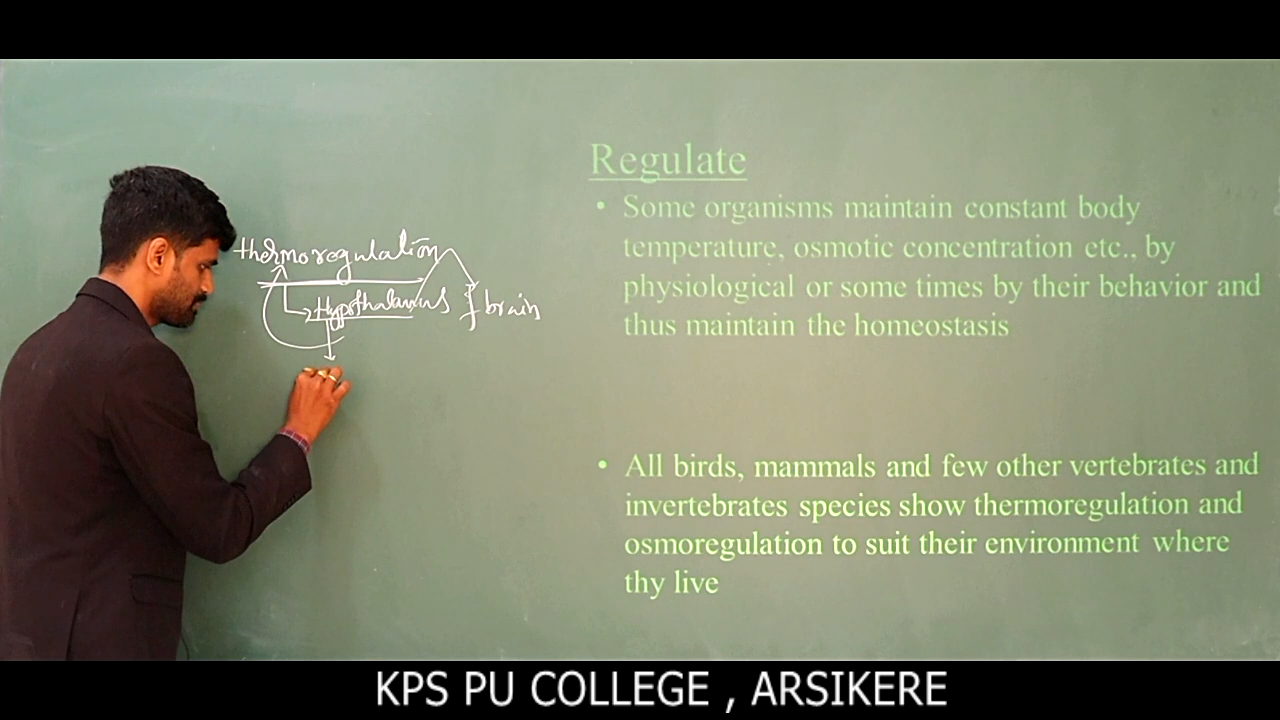 thermoregulation
Hypothalamus } brain
Regulate
• Some organisms maintain constant body
temperature, osmotic concentration etc., by
physiological or some times by their behavior and
thus maintain the homeostasis
• All birds, mammals and few other vertebrates and
invertebrates species show thermoregulation and
osmoregulation to suit their environment where
thy live
KPS PU COLLEGE , ARSIKERE